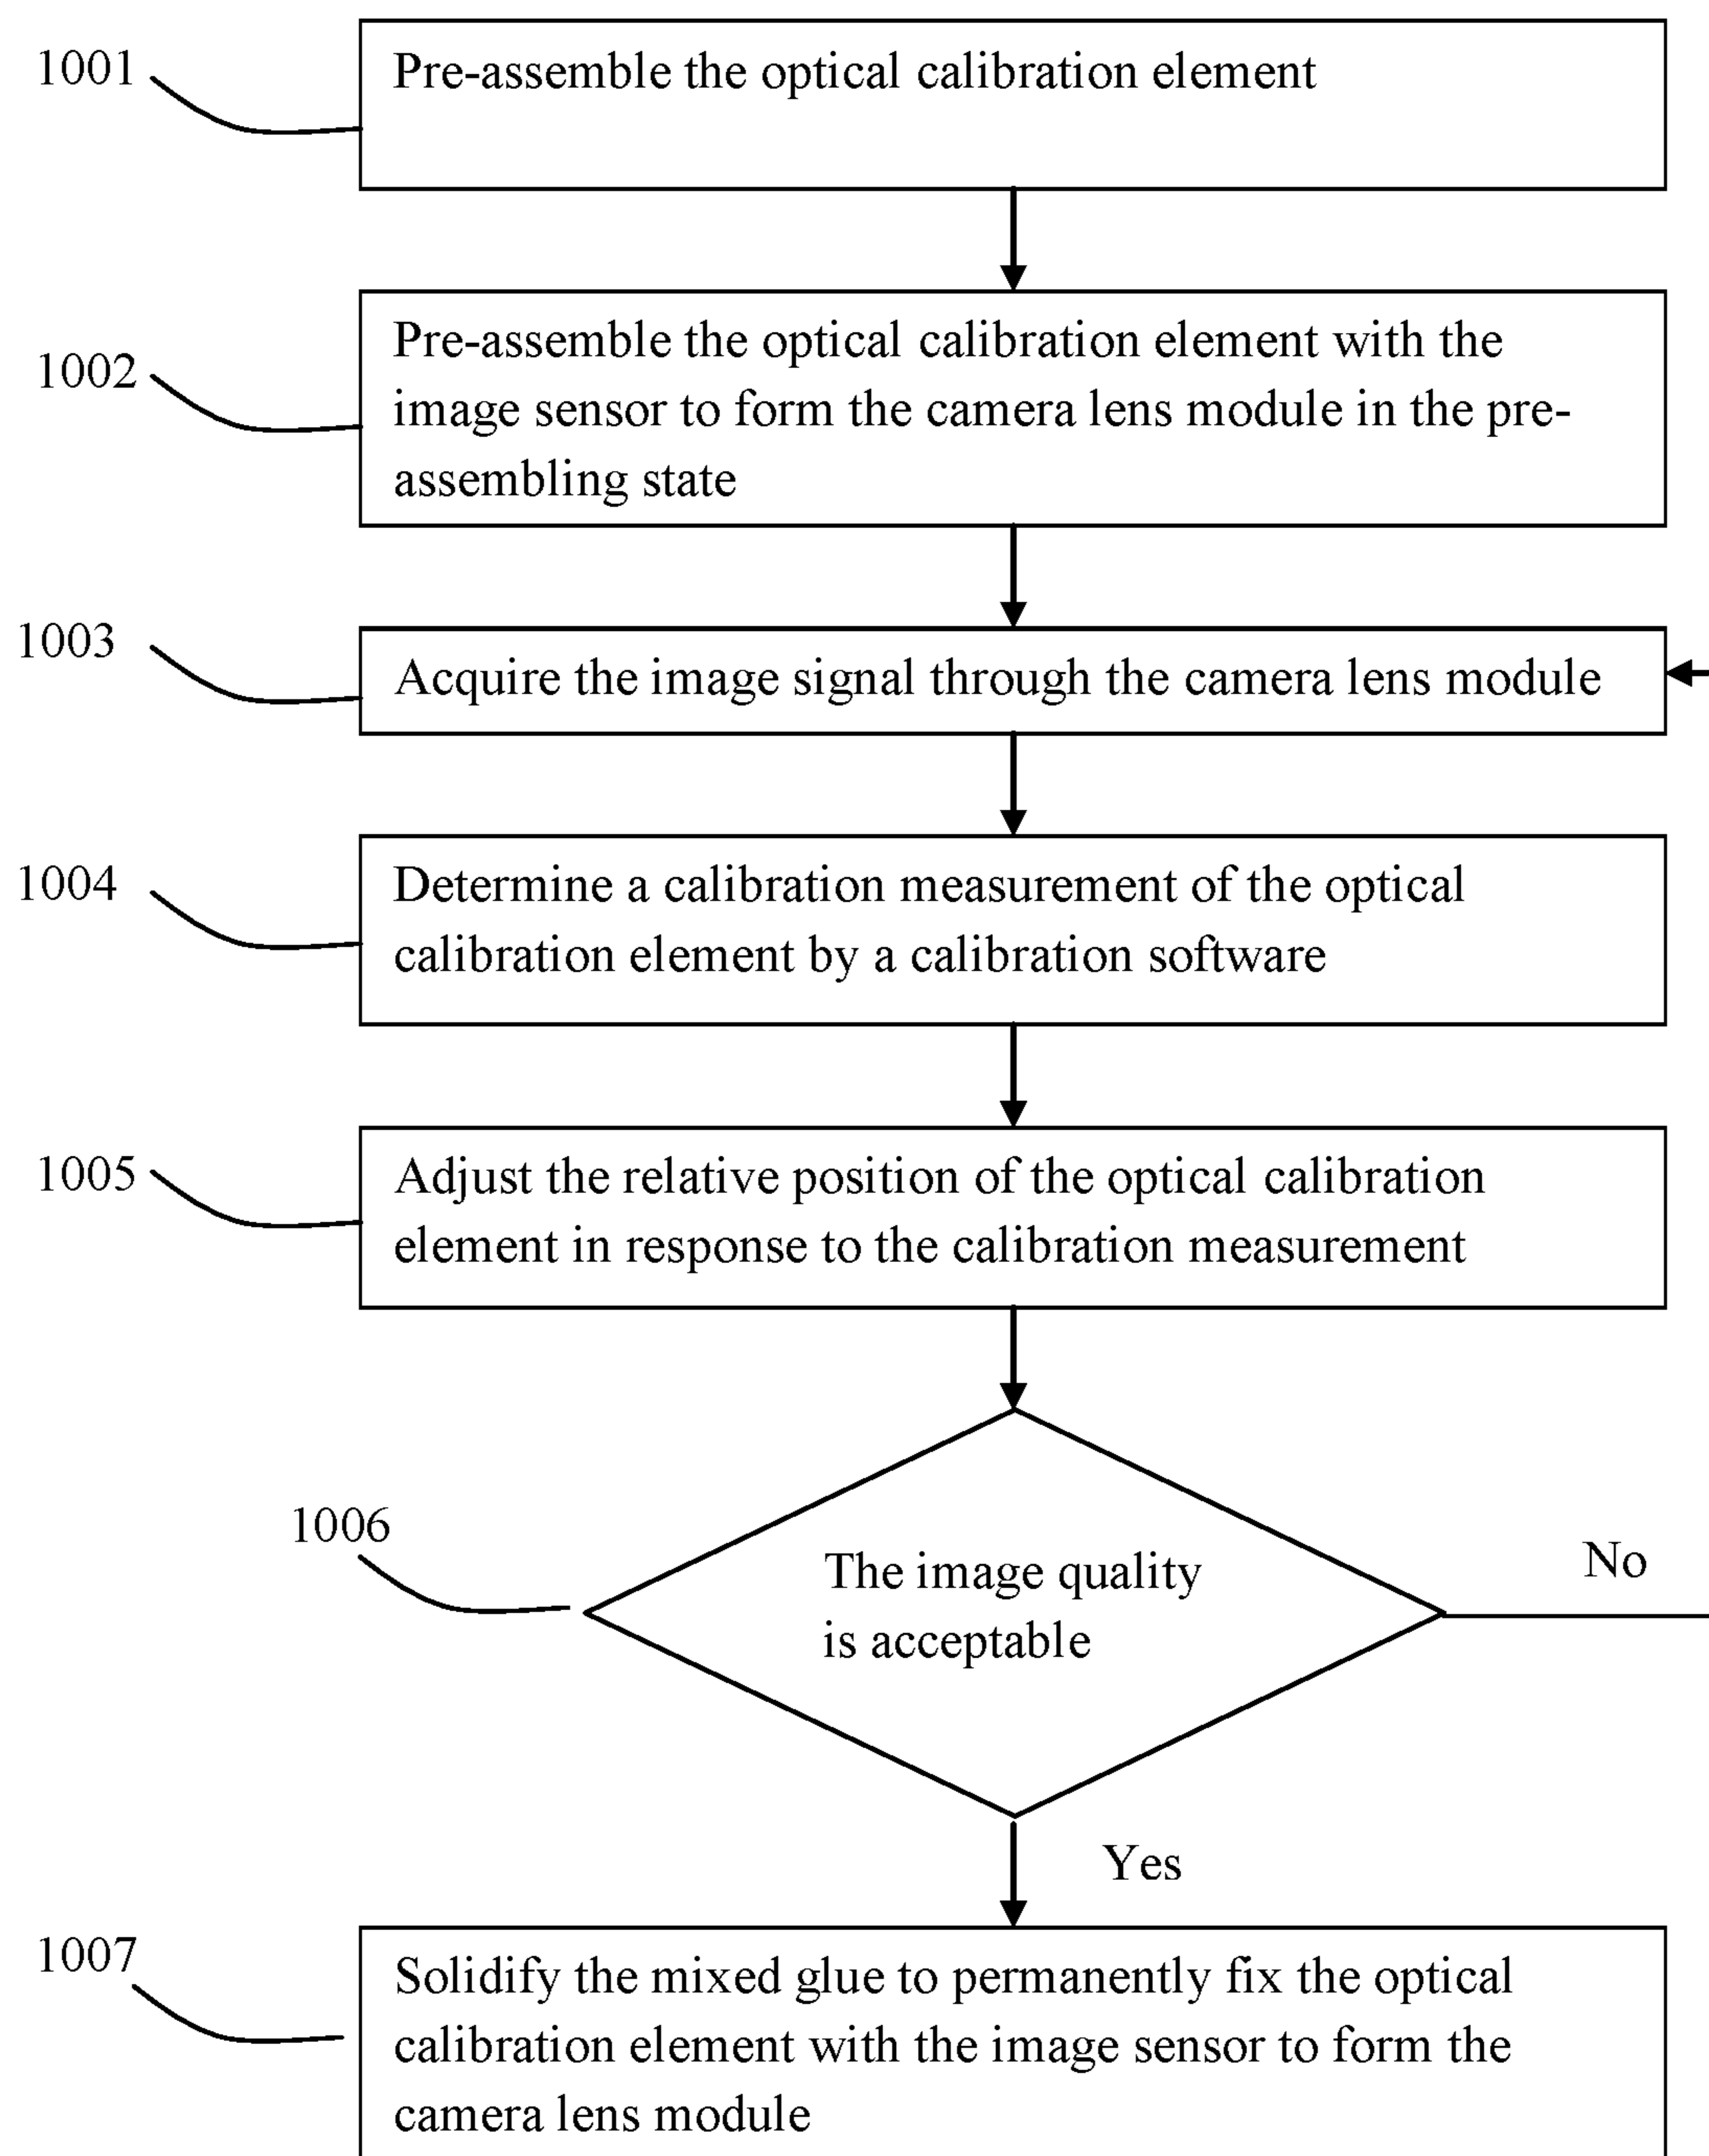 1001
Pre-assemble the optical calibration element
1002
Pre-assemble the optical calibration element with the
image sensor to form the camera lens module in the pre-
assembling state
1003
Acquire the image signal through the camera lens module
1004
Determine a calibration measurement of the optical
calibration element by a calibration software
1005
Adjust the relative position of the optical calibration
element in response to the calibration measurement
1006
The image quality
is acceptable
No
Yes
1007
Solidify the mixed glue to permanently fix the optical
calibration element with the image sensor to form the
camera lens module